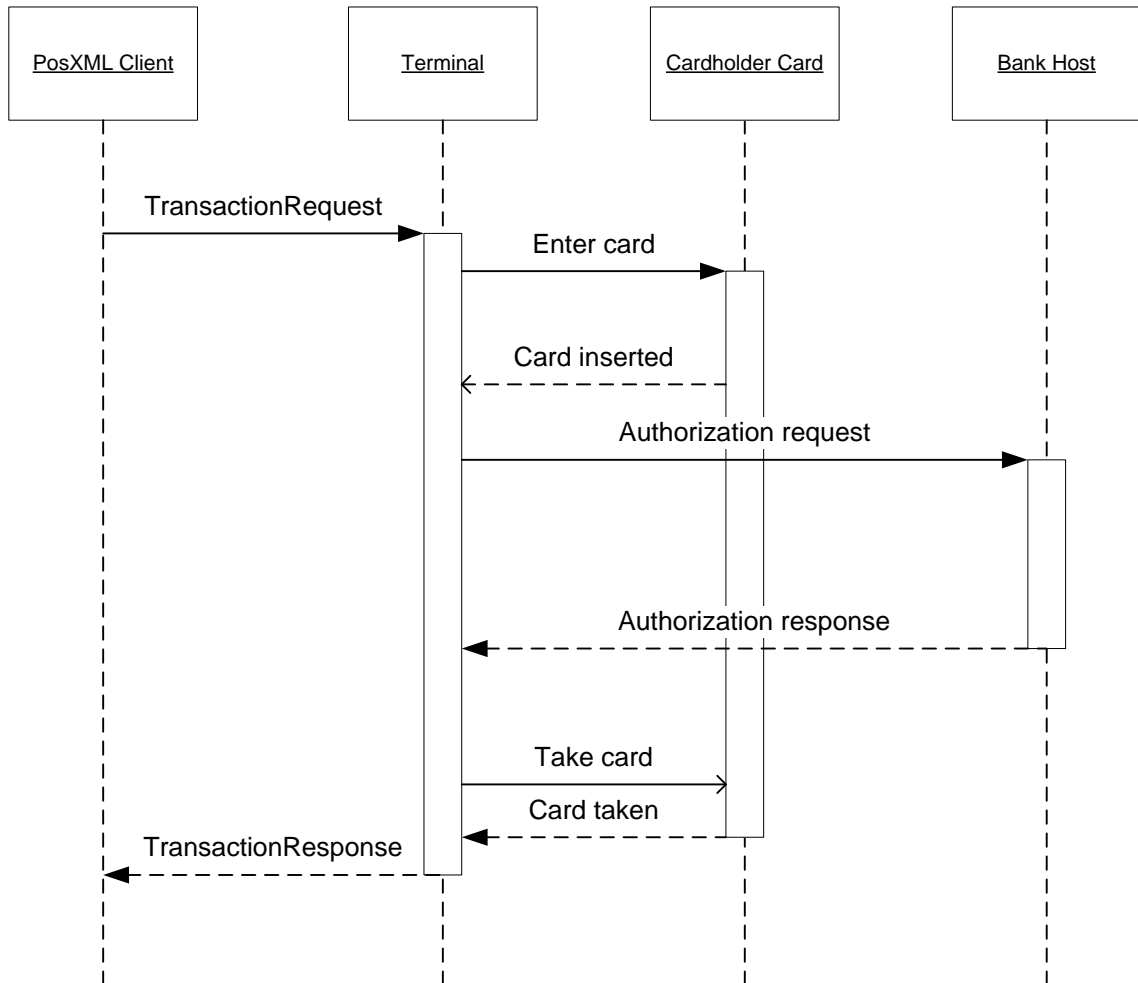 PosXML Client
Terminal
Cardholder Card
Bank Host
TransactionRequest
Enter card
Card inserted
Authorization request
Authorization response
Take card
Card taken
TransactionResponse